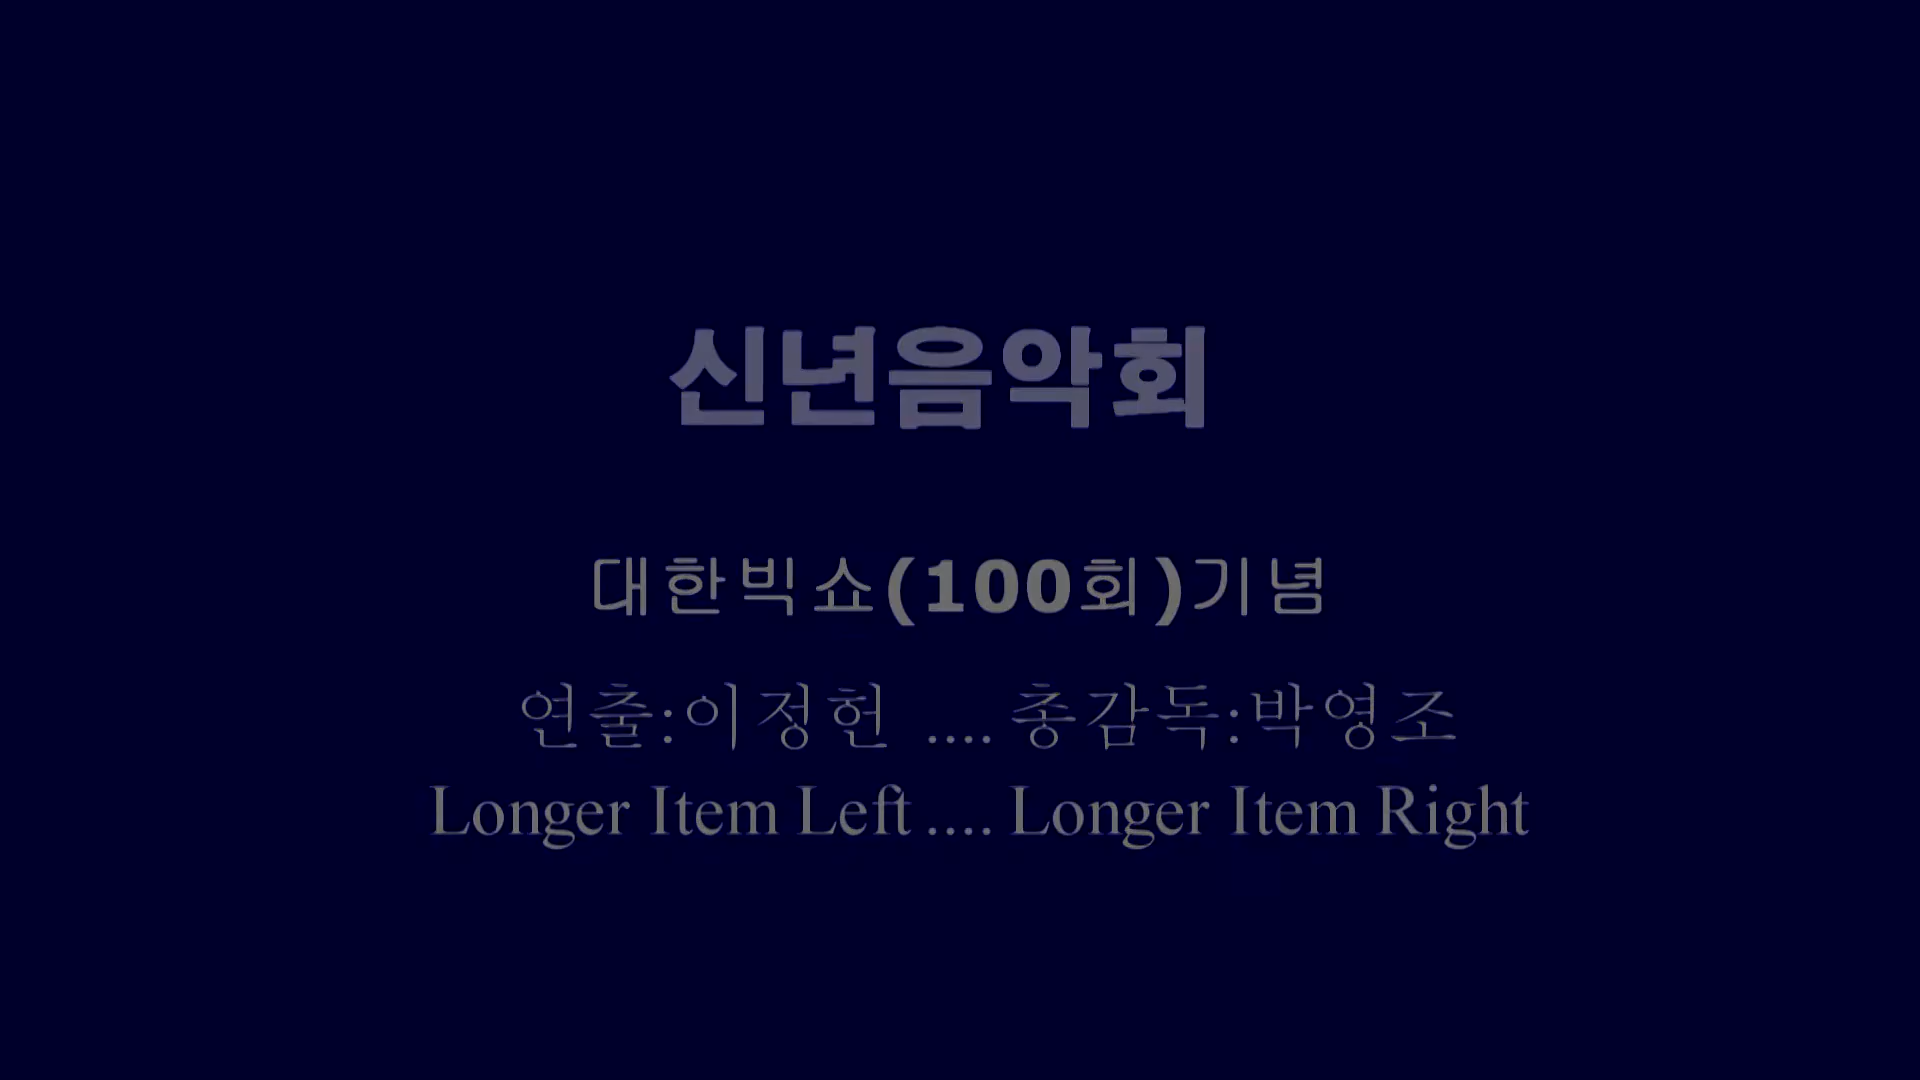 신년음악회
대한빅쇼(100회)기념
연출:이정헌 .... 총감독:박영조
Longer Item Left .... Longer Item Right